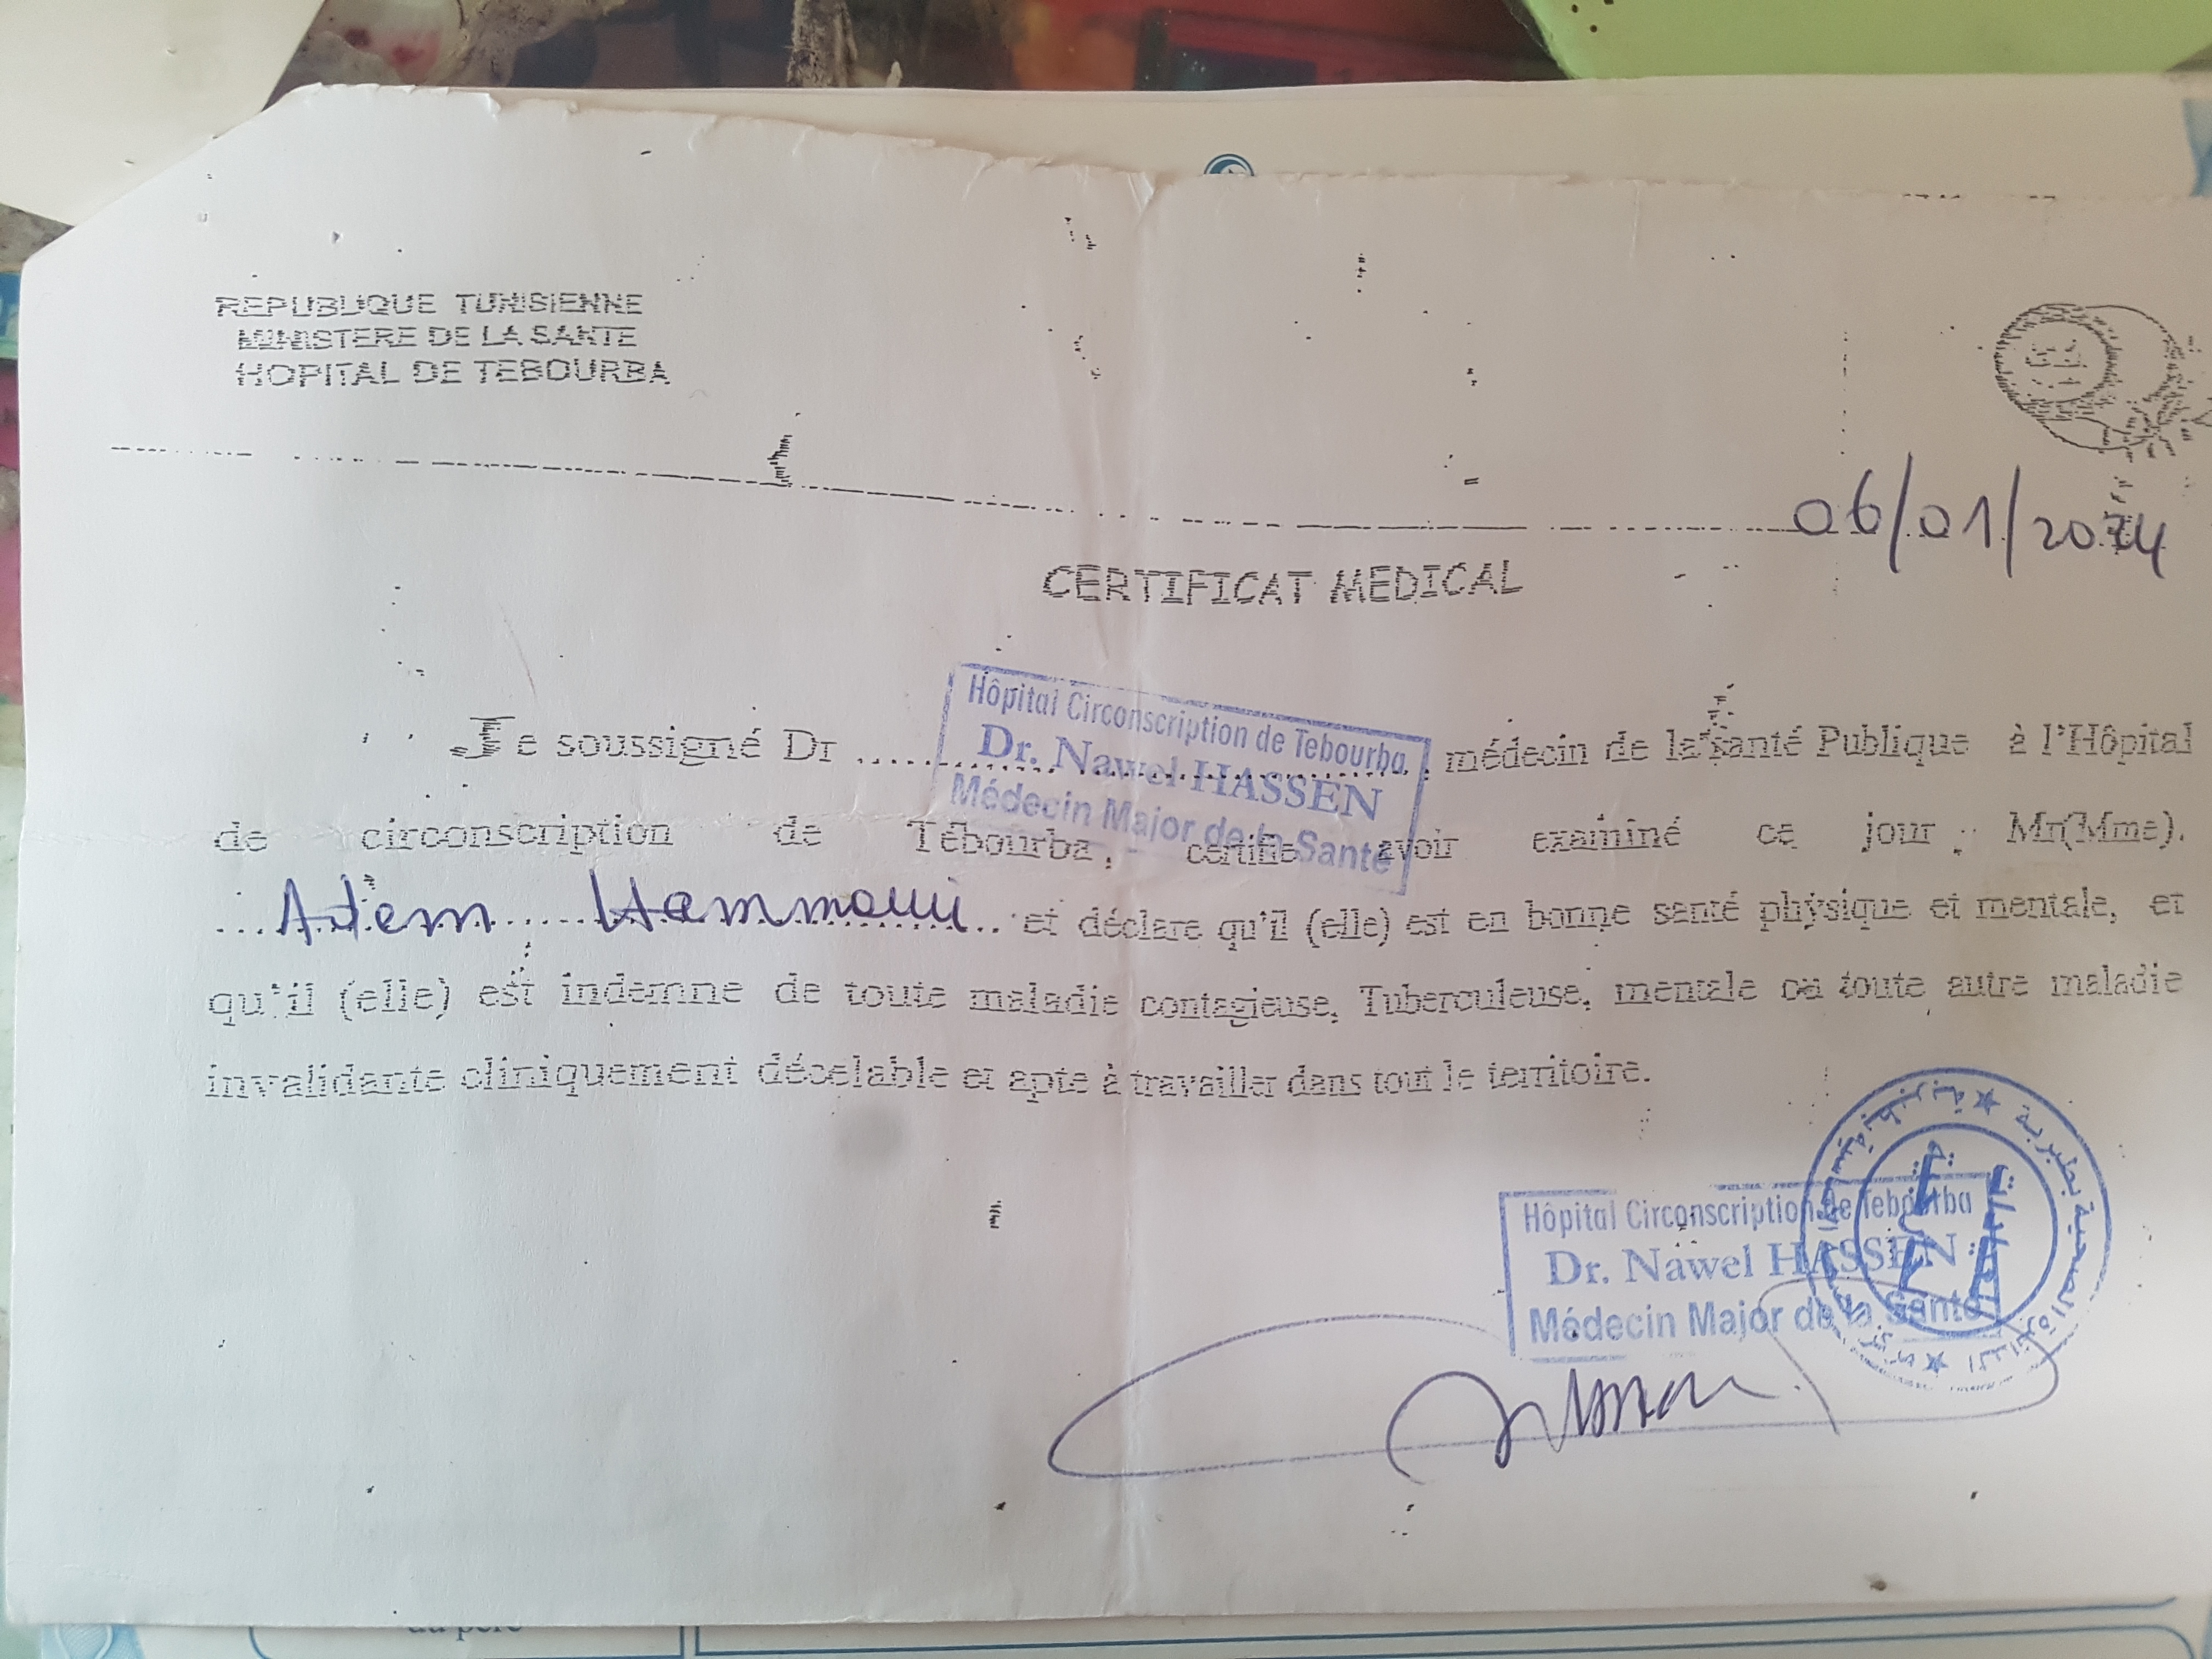 REPUBLIQUE TUNISIENNE
MINISTERE DE LA SANTE
HOPITAL DE TEBOURBA
06/01/2024
CERTIFICAT MEDICAL
Je soussigné Dr .................... médecin de la santé Publique à l'Hôpital
Hôpital Circonscription de Tebourba
Dr. Nawel HASSEN
Médecin Major de la Santé
de circonscription de Tébourba, certifie avoir examiné ce jour, Mr(Mme).
Adem Hammami et déclare qu'il (elle) est en bonne santé physique et mentale, et
qu'il (elle) est indemne de toute maladie contagieuse, Tuberculeuse, mentale ou toute autre maladie
invalidante cliniquement décelable et apte à travailler dans tout le territoire.
Hôpital Circonscription de Tebourba
Dr. Nawel HASSEN
Médecin Major de la Santé
du père